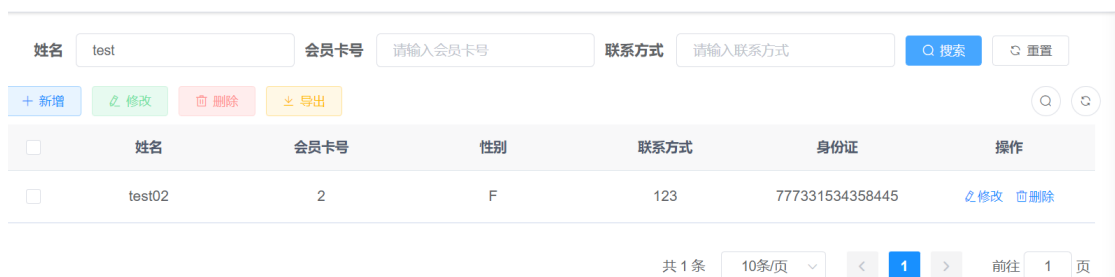 姓名 test 会员卡号 请输入会员卡号 联系方式 请输入联系方式 搜索 重置
+ 新增 修改 删除 导出
姓名 会员卡号 性别 联系方式 身份证 操作
test02 2 F 123 777331534358445 修改 删除
共 1 条 10条/页 < 1 > 前往 1 页